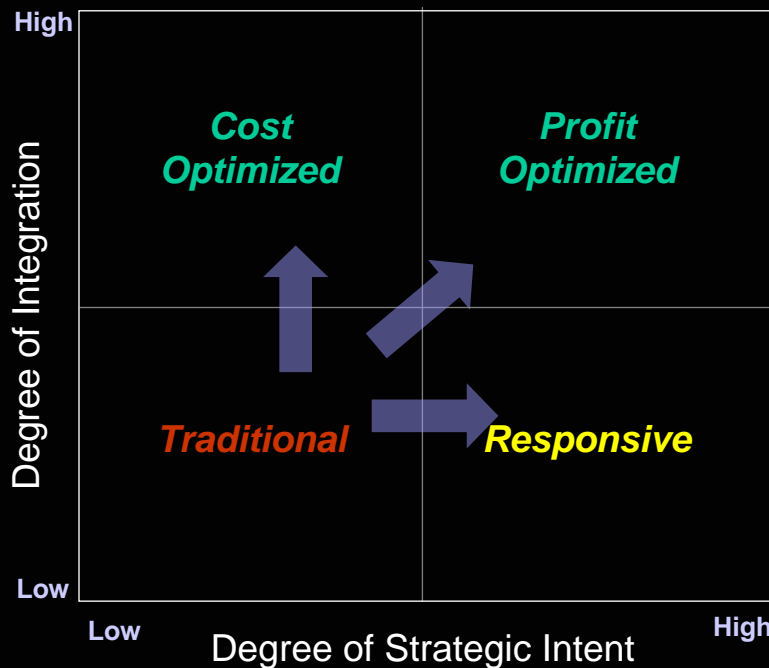 High
Cost
Optimized
Profit
Optimized
Degree of Integration
Traditional
Responsive
Low
Low
Degree of Strategic Intent
High